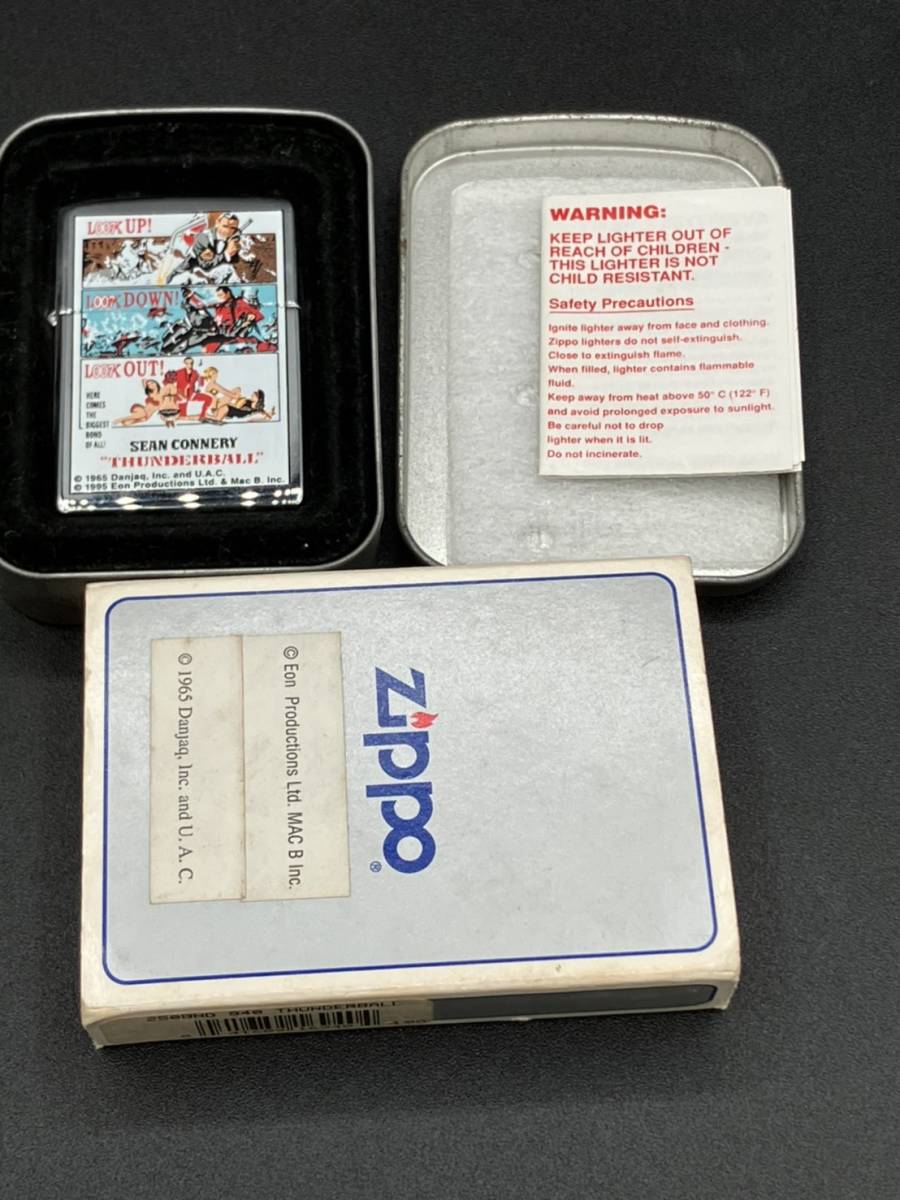 LOOK UP!
LOOK DOWN!
LOOK OUT!
HERE
COMES
THE
BIGGEST
BOND
OF ALL!
SEAN CONNERY
"THUNDERBALL"
© 1965 Danjaq, Inc. and U.A.C.
© 1995 Eon Productions Ltd. & Mac B. Inc.
WARNING:
KEEP LIGHTER OUT OF
REACH OF CHILDREN -
THIS LIGHTER IS NOT
CHILD RESISTANT.
Safety Precautions
Ignite lighter away from face and clothing.
Zippo lighters do not self-extinguish.
Close to extinguish flame.
When filled, lighter contains flammable
fluid.
Keep away from heat above 50° C (122° F)
and avoid prolonged exposure to sunlight.
Be careful not to drop
lighter when it is lit.
Do not incinerate.
Zippo®
© Eon Productions Ltd. MAC B Inc.
© 1965 Danjaq, Inc. and U. A. C.
THUNDERBALL